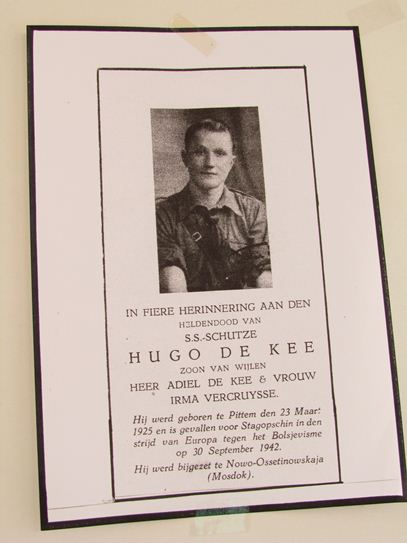 IN FIERE HERINNERING AAN DEN
HELDENDOOD VAN
S.S.-SCHUTZE
HUGO DE KEE
ZOON VAN WIJLEN
HEER ADIEL DE KEE & VROUW
IRMA VERCRUYSSE.
Hij werd geboren te Pittem den 23 Maart
1925 en is gevallen voor Stagopschin in den
strijd van Europa tegen het Bolsjevisme
op 30 September 1942.
Hij werd bijgezet te Nowo-Ossetinowskaja
(Mosdok).